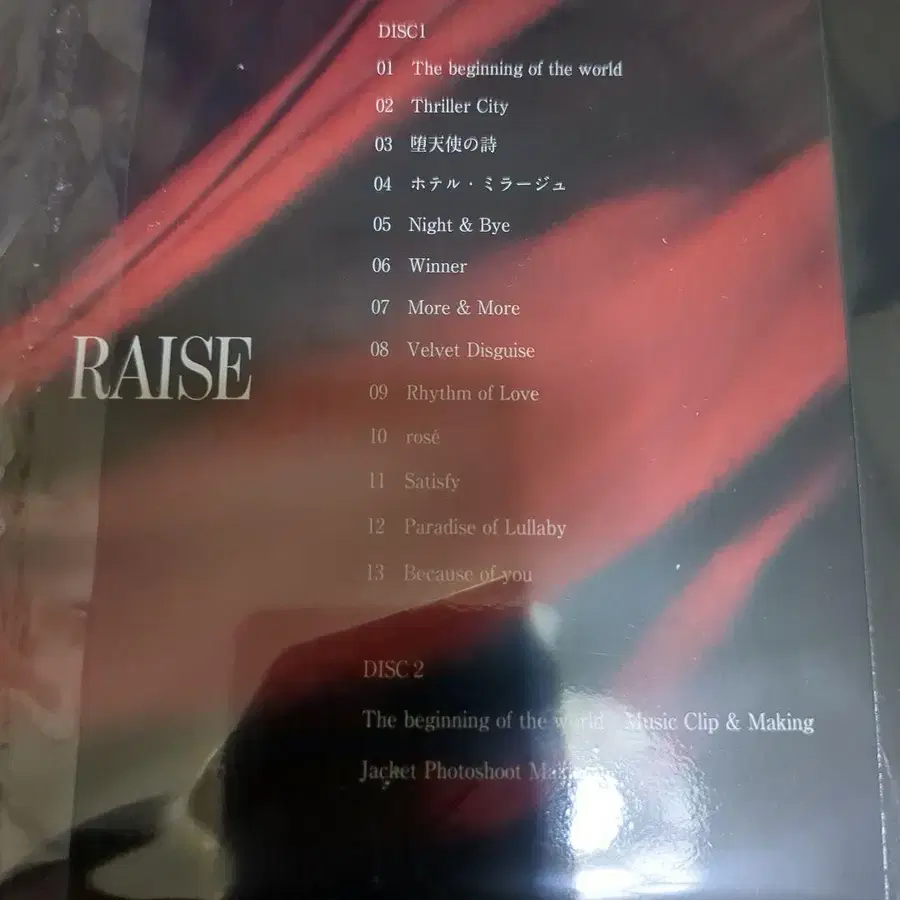 DISC1
01 The beginning of the world
02 Thriller City
03 堕天使の詩
04 ホテル・ミラージュ
05 Night & Bye
06 Winner
07 More & More
RAISE
08 Velvet Disguise
09 Rhythm of Love
10 rosé
11 Satisfy
12 Paradise of Lullaby
13 Because of you
DISC 2
The beginning of the world Music Clip & Making
Jacket Photoshoot